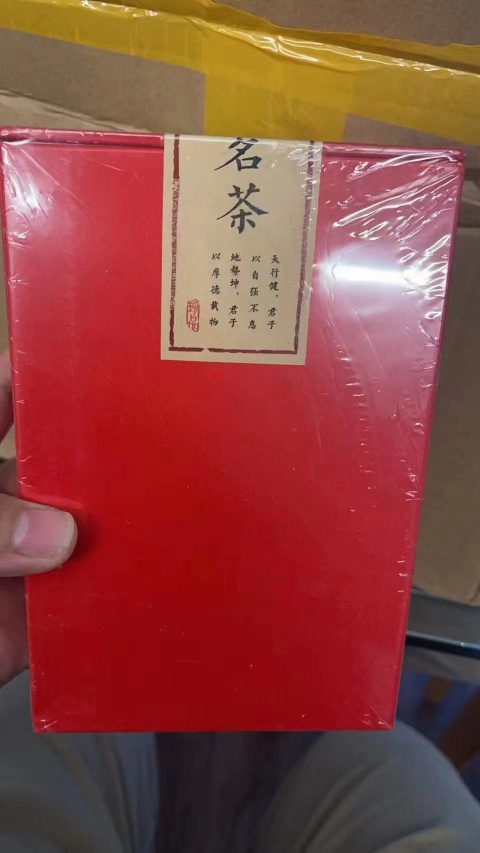 茗茶
天行健，君子
以自强不息
地势坤，君子
以厚德载物